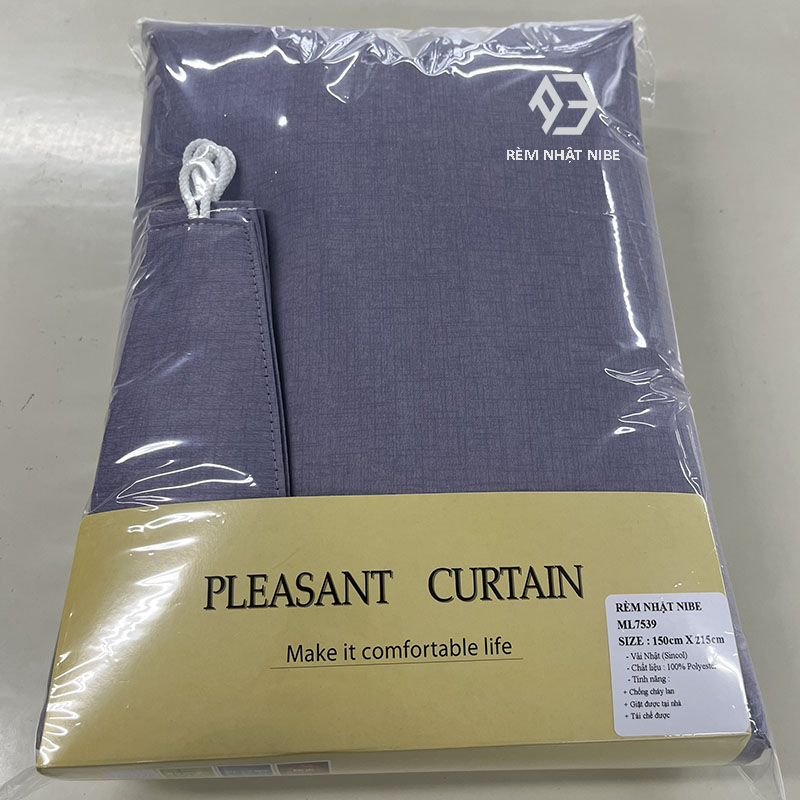 RÈM NHẬT NIBE
PLEASANT CURTAIN
Make it comfortable life
RÈM NHẬT NIBE
ML7539
SIZE : 150cm X 215cm
- Vải Nhật (Sincol)
- Chất liệu : 100% Polyester
- Tính năng :
+ Chống cháy lan
+ Giặt được tại nhà
+ Tái chế được